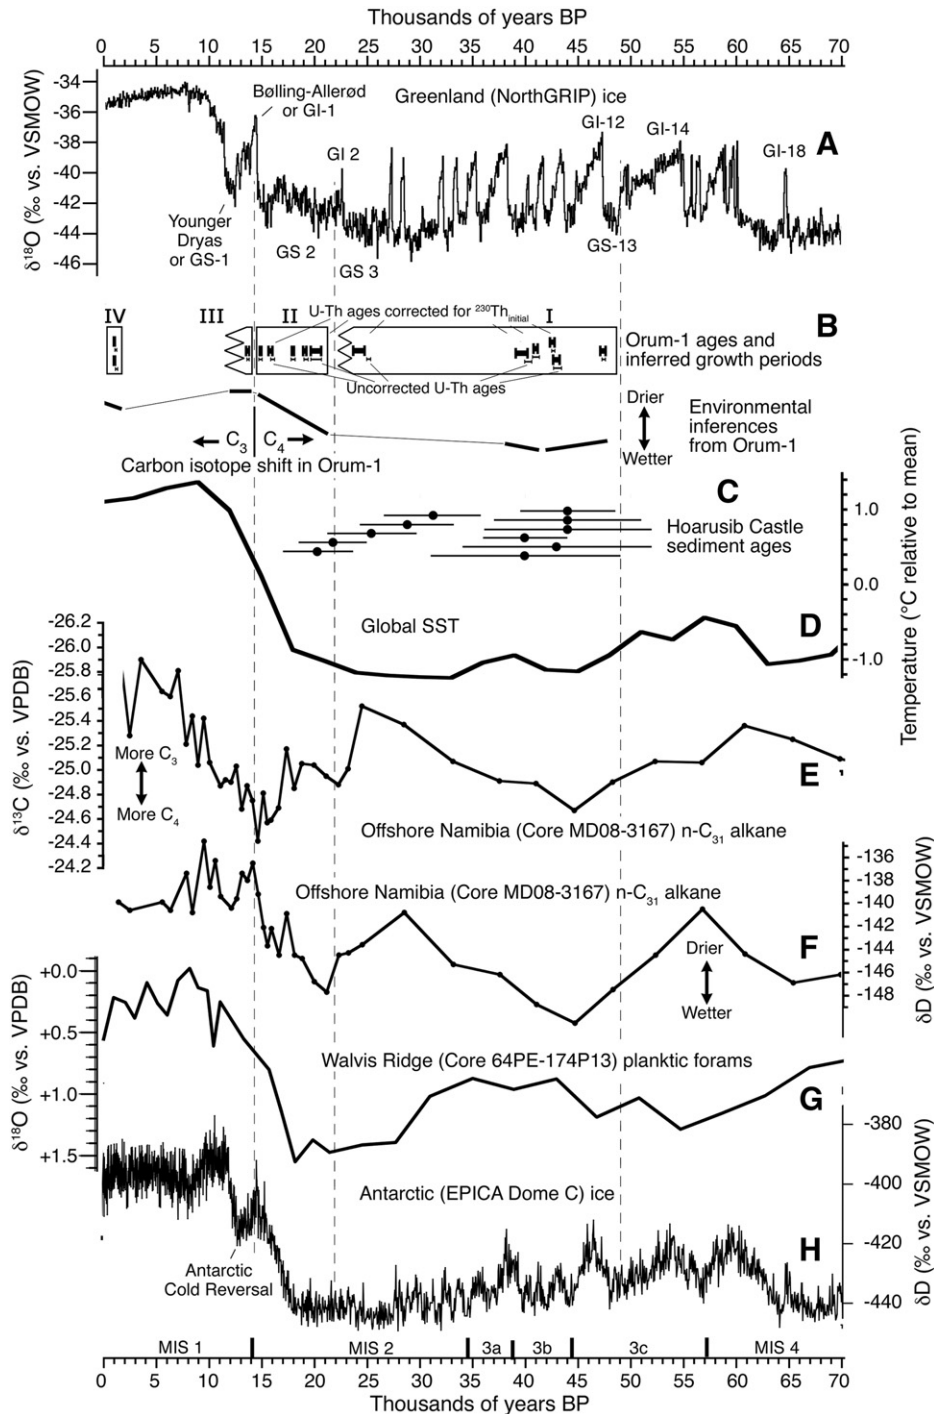 Thousands of years BP
0 5 10 15 20 25 30 35 40 45 50 55 60 65 70
δ¹⁸O (‰ vs. VSMOW)
-34
-36
-38
-40
-42
-44
-46
Bølling-Allerød
or GI-1
Greenland (NorthGRIP) ice
A
GI-12
GI-14
GI 2
GI-18
Younger
Dryas
or GS-1
GS 2
GS 3
GS-13
IV
III
II
I
B
U-Th ages corrected for ²³⁰Th initial
Uncorrected U-Th ages
Orum-1 ages and
inferred growth periods
Drier
Wetter
Environmental
inferences
from Orum-1
C₃ C₄
Carbon isotope shift in Orum-1
C
Hoarusib Castle
sediment ages
1.0
0.0
-1.0
Temperature (°C relative to mean)
Global SST
D
δ¹³C (‰ vs. VPDB)
-26.2
-26.0
-25.8
-25.6
-25.4
-25.2
-25.0
-24.8
-24.6
-24.4
-24.2
More C₃
More C₄
E
Offshore Namibia (Core MD08-3167) n-C₃₁ alkane
Offshore Namibia (Core MD08-3167) n-C₃₁ alkane
-136
-138
-140
-142
-144
-146
-148
δD (‰ vs. VSMOW)
Drier
Wetter
F
δ¹⁸O (‰ vs. VPDB)
+0.0
+0.5
+1.0
+1.5
Walvis Ridge (Core 64PE-174P13) planktic forams
G
Antarctic (EPICA Dome C) ice
-380
-400
-420
-440
δD (‰ vs. VSMOW)
H
Antarctic
Cold Reversal
MIS 1 MIS 2 3a 3b 3c MIS 4
0 5 10 15 20 25 30 35 40 45 50 55 60 65 70
Thousands of years BP